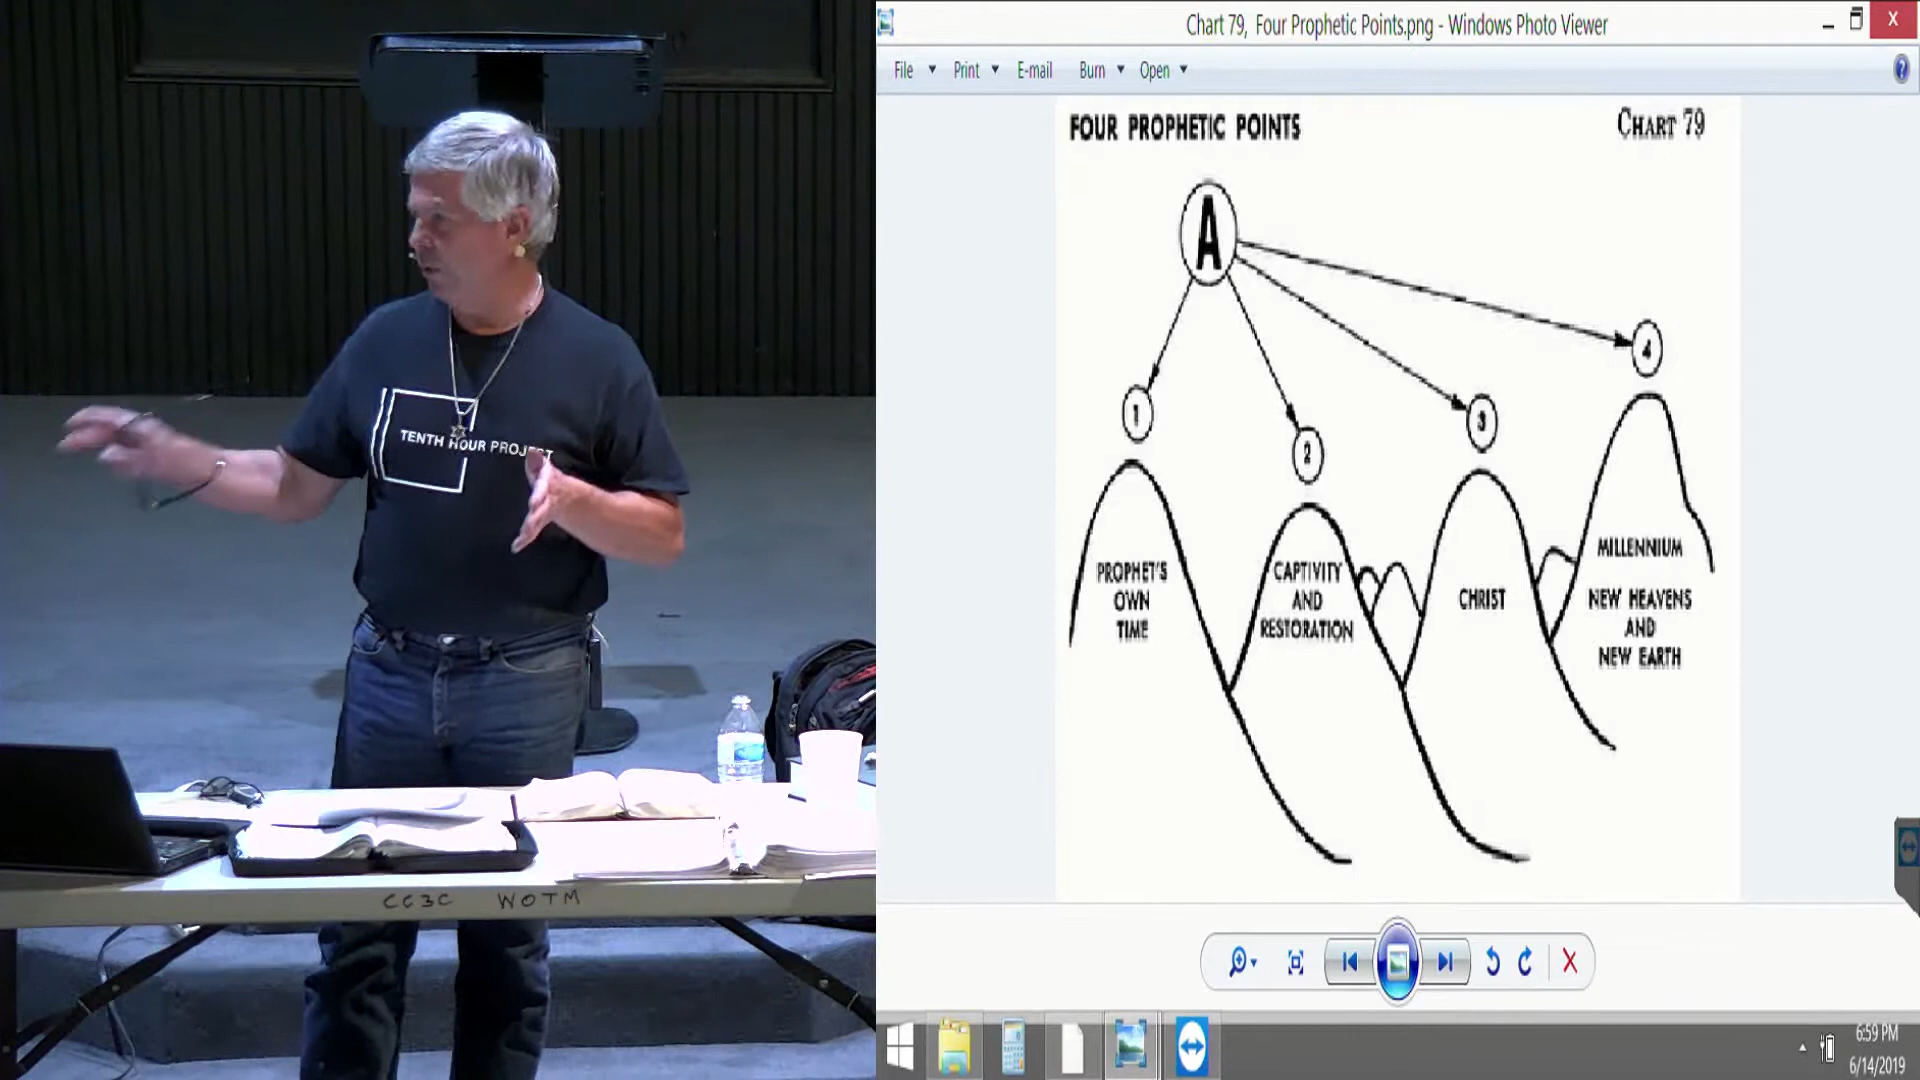 TENTH HOUR PROJECT
CC3C WOTM
Chart 79, Four Prophetic Points.png - Windows Photo Viewer
File Print E-mail Burn Open
FOUR PROPHETIC POINTS
CHART 79
A
1
2
3
4
PROPHET'S
OWN
TIME
CAPTIVITY
AND
RESTORATION
CHRIST
MILLENNIUM
NEW HEAVENS
AND
NEW EARTH
6:59 PM
6/14/2019